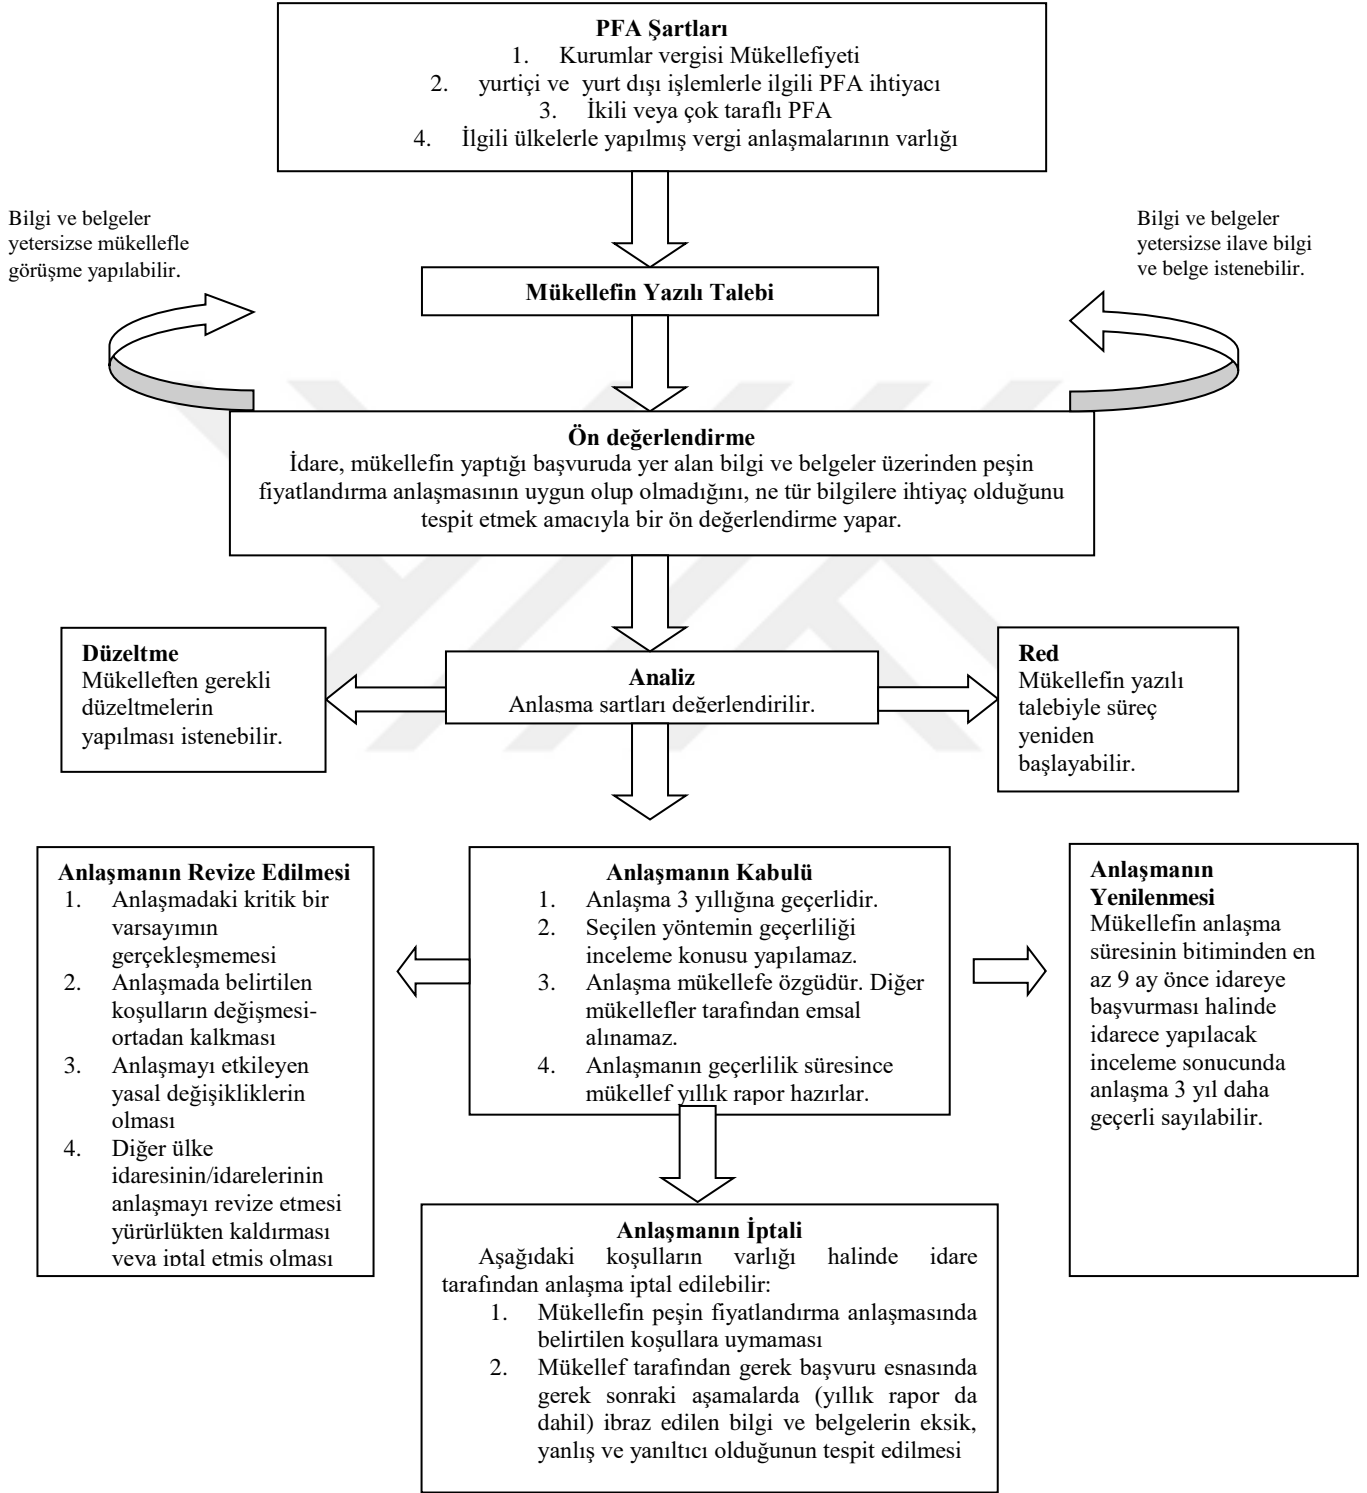 PFA Şartları
1. Kurumlar vergisi Mükellefiyeti
2. yurtiçi ve yurt dışı işlemlerle ilgili PFA ihtiyacı
3. İkili veya çok taraflı PFA
4. İlgili ülkelerle yapılmış vergi anlaşmalarının varlığı
Bilgi ve belgeler
yetersizse mükellefle
görüşme yapılabilir.
Bilgi ve belgeler
yetersizse ilave bilgi
ve belge istenebilir.
Mükellefin Yazılı Talebi
Ön değerlendirme
İdare, mükellefin yaptığı başvuruda yer alan bilgi ve belgeler üzerinden peşin
fiyatlandırma anlaşmasının uygun olup olmadığını, ne tür bilgilere ihtiyaç olduğunu
tespit etmek amacıyla bir ön değerlendirme yapar.
Düzeltme
Mükelleften gerekli
düzeltmelerin
yapılması istenebilir.
Analiz
Anlaşma şartları değerlendirilir.
Red
Mükellefin yazılı
talebiyle süreç
yeniden
başlayabilir.
Anlaşmanın Revize Edilmesi
1. Anlaşmadaki kritik bir
varsayımın
gerçekleşmemesi
2. Anlaşmada belirtilen
koşulların değişmesi-
ortadan kalkması
3. Anlaşmayı etkileyen
yasal değişikliklerin
olması
4. Diğer ülke
idaresinin/idarelerinin
anlaşmayı revize etmesi
yürürlükten kaldırması
veya iptal etmiş olması
Anlaşmanın Kabulü
1. Anlaşma 3 yıllığına geçerlidir.
2. Seçilen yöntemin geçerliliği
inceleme konusu yapılamaz.
3. Anlaşma mükellefe özgüdür. Diğer
mükellefler tarafından emsal
alınamaz.
4. Anlaşmanın geçerlilik süresince
mükellef yıllık rapor hazırlar.
Anlaşmanın
Yenilenmesi
Mükellefin anlaşma
süresinin bitiminden en
az 9 ay önce idareye
başvurması halinde
idarece yapılacak
inceleme sonucunda
anlaşma 3 yıl daha
geçerli sayılabilir.
Anlaşmanın İptali
Aşağıdaki koşulların varlığı halinde idare
tarafından anlaşma iptal edilebilir:
1. Mükellefin peşin fiyatlandırma anlaşmasında
belirtilen koşullara uymaması
2. Mükellef tarafından gerek başvuru esnasında
gerek sonraki aşamalarda (yıllık rapor da
dahil) ibraz edilen bilgi ve belgelerin eksik,
yanlış ve yanıltıcı olduğunun tespit edilmesi